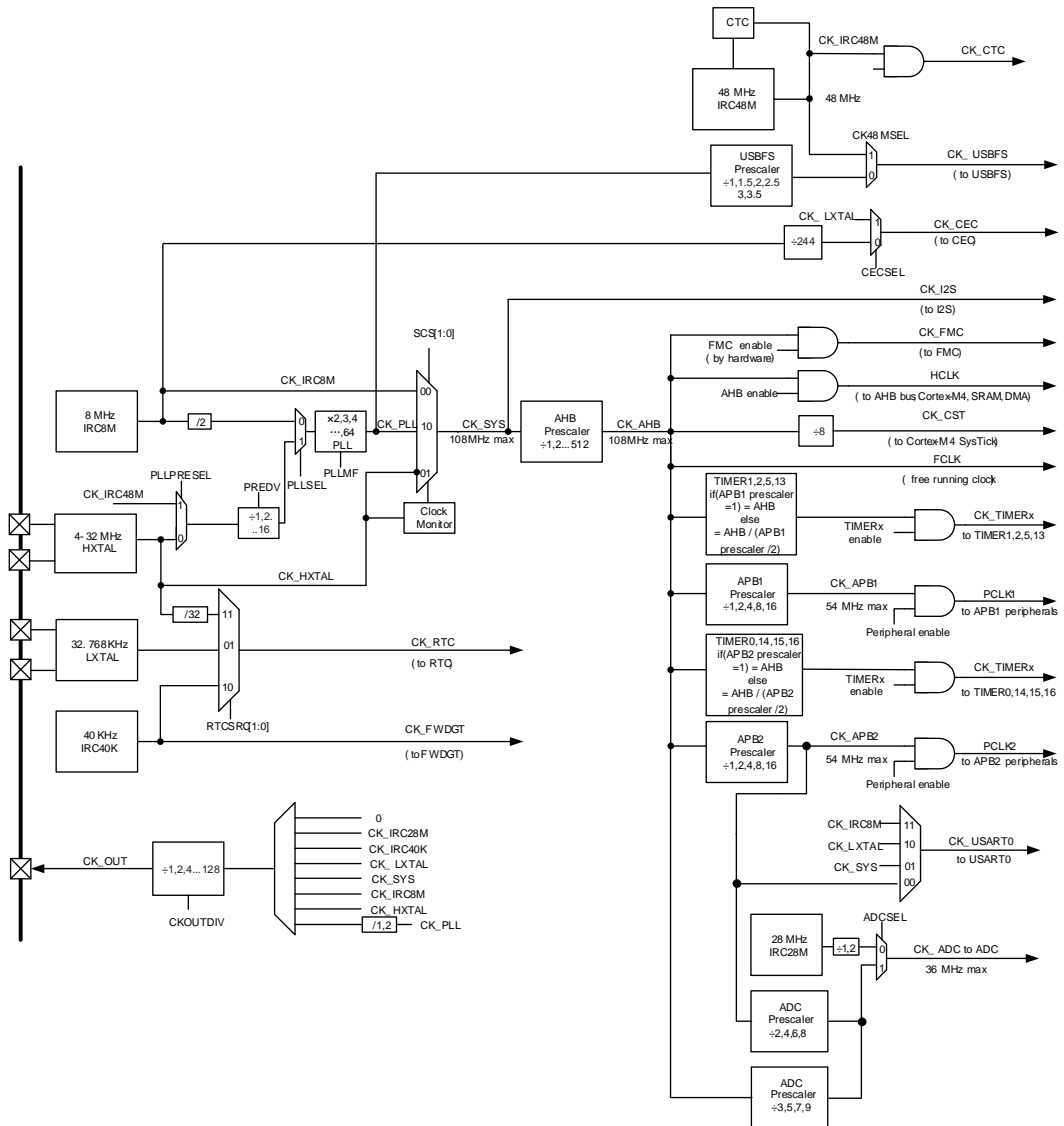 CTC
CK_IRC48M
CK_CTC
48 MHz
IRC48M
48 MHz
CK48MSEL
USBFS
Prescaler
÷1,1.5,2,2.5
3,3.5
1
0
CK_ USBFS
( to USBFS)
CK_ LXTAL
÷244
1
0
CK_CEC
( to CEC)
CECSEL
CK_I2S
(to I2S)
SCS[1:0]
FMC enable
( by hardware)
CK_FMC
( to FMC)
CK_IRC8M
00
8 MHz
IRC8M
/2
0
1
×2,3,4
…,64
PLL
CK_PLL
10
CK_SYS
108MHz max
AHB
Prescaler
÷1,2...512
CK_AHB
108MHz max
AHB enable
HCLK
( to AHB bus,Cortex-M4, SRAM, DMA)
÷8
CK_CST
( to Cortex-M4 SysTick)
FCLK
( free running clock)
PLLPRESEL
PREDV
PLLSEL
PLLMF
01
CK_IRC48M
1
0
÷1,2.
..16
Clock
Monitor
4-32 MHz
HXTAL
CK_HXTAL
TIMER1,2,5,13
if(APB1 prescaler
=1) = AHB
else
= AHB / (APB1
prescaler /2)
TIMERx
enable
CK_TIMERx
to TIMER1,2,5,13
APB1
Prescaler
÷1,2,4,8,16
CK_APB1
54 MHz max
Peripheral enable
PCLK1
to APB1 peripherals
/32
11
01
10
32. 768KHz
LXTAL
CK_RTC
( to RTC)
RTCSRC[1:0]
TIMER0,14,15,16
if(APB2 prescaler
=1) = AHB
else
= AHB / (APB2
prescaler /2)
TIMERx
enable
CK_TIMERx
to TIMER0,14,15,16
40 KHz
IRC40K
CK_FWDGT
( to FWDGT)
APB2
Prescaler
÷1,2,4,8,16
CK_APB2
54 MHz max
Peripheral enable
PCLK2
to APB2 peripherals
CK_OUT
÷1,2,4...128
CKOUTDIV
0
CK_IRC28M
CK_IRC40K
CK_ LXTAL
CK_SYS
CK_IRC8M
CK_HXTAL
/1,2
CK_PLL
CK_IRC8M
CK_LXTAL
CK_SYS
11
10
01
00
CK_USART0
to USART0
ADCSEL
28 MHz
IRC28M
÷1,2
0
1
CK_ ADC to ADC
36 MHz max
ADC
Prescaler
÷2,4,6,8
ADC
Prescaler
÷3,5,7,9